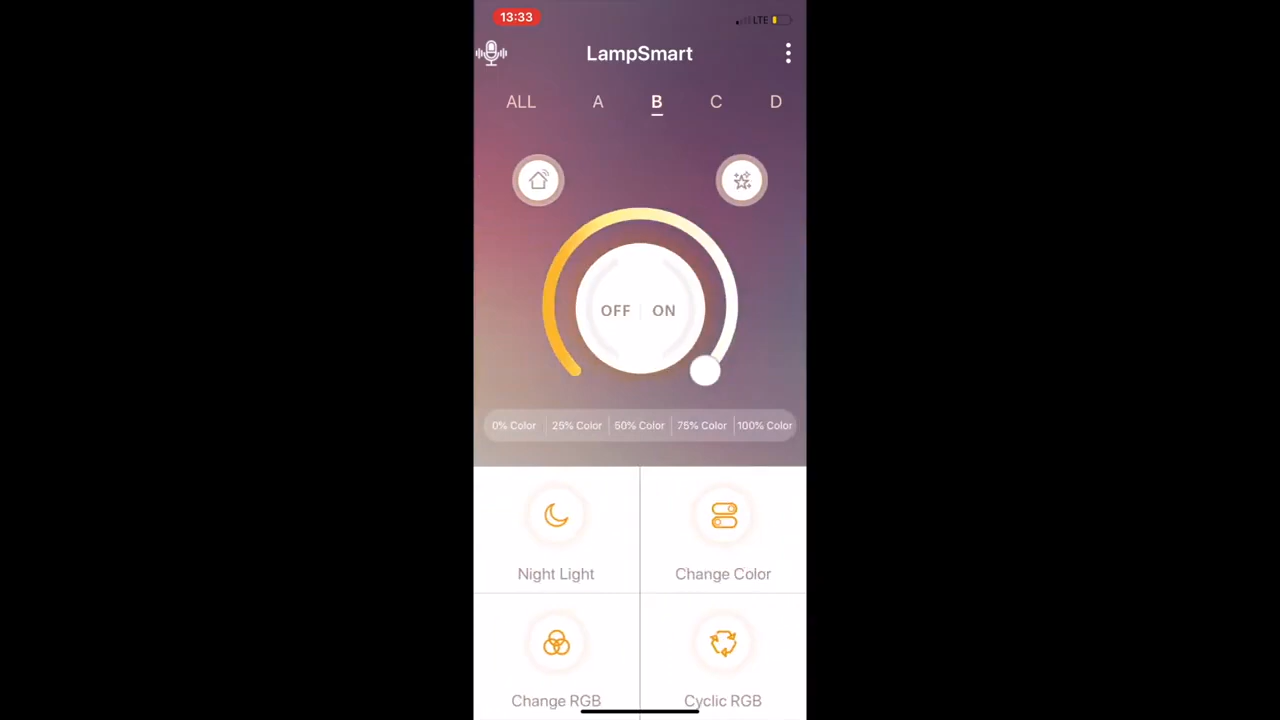 13:33
LTE
LampSmart
ALL A B C D
OFF ON
0% Color 25% Color 50% Color 75% Color 100% Color
Night Light Change Color
Change RGB Cyclic RGB